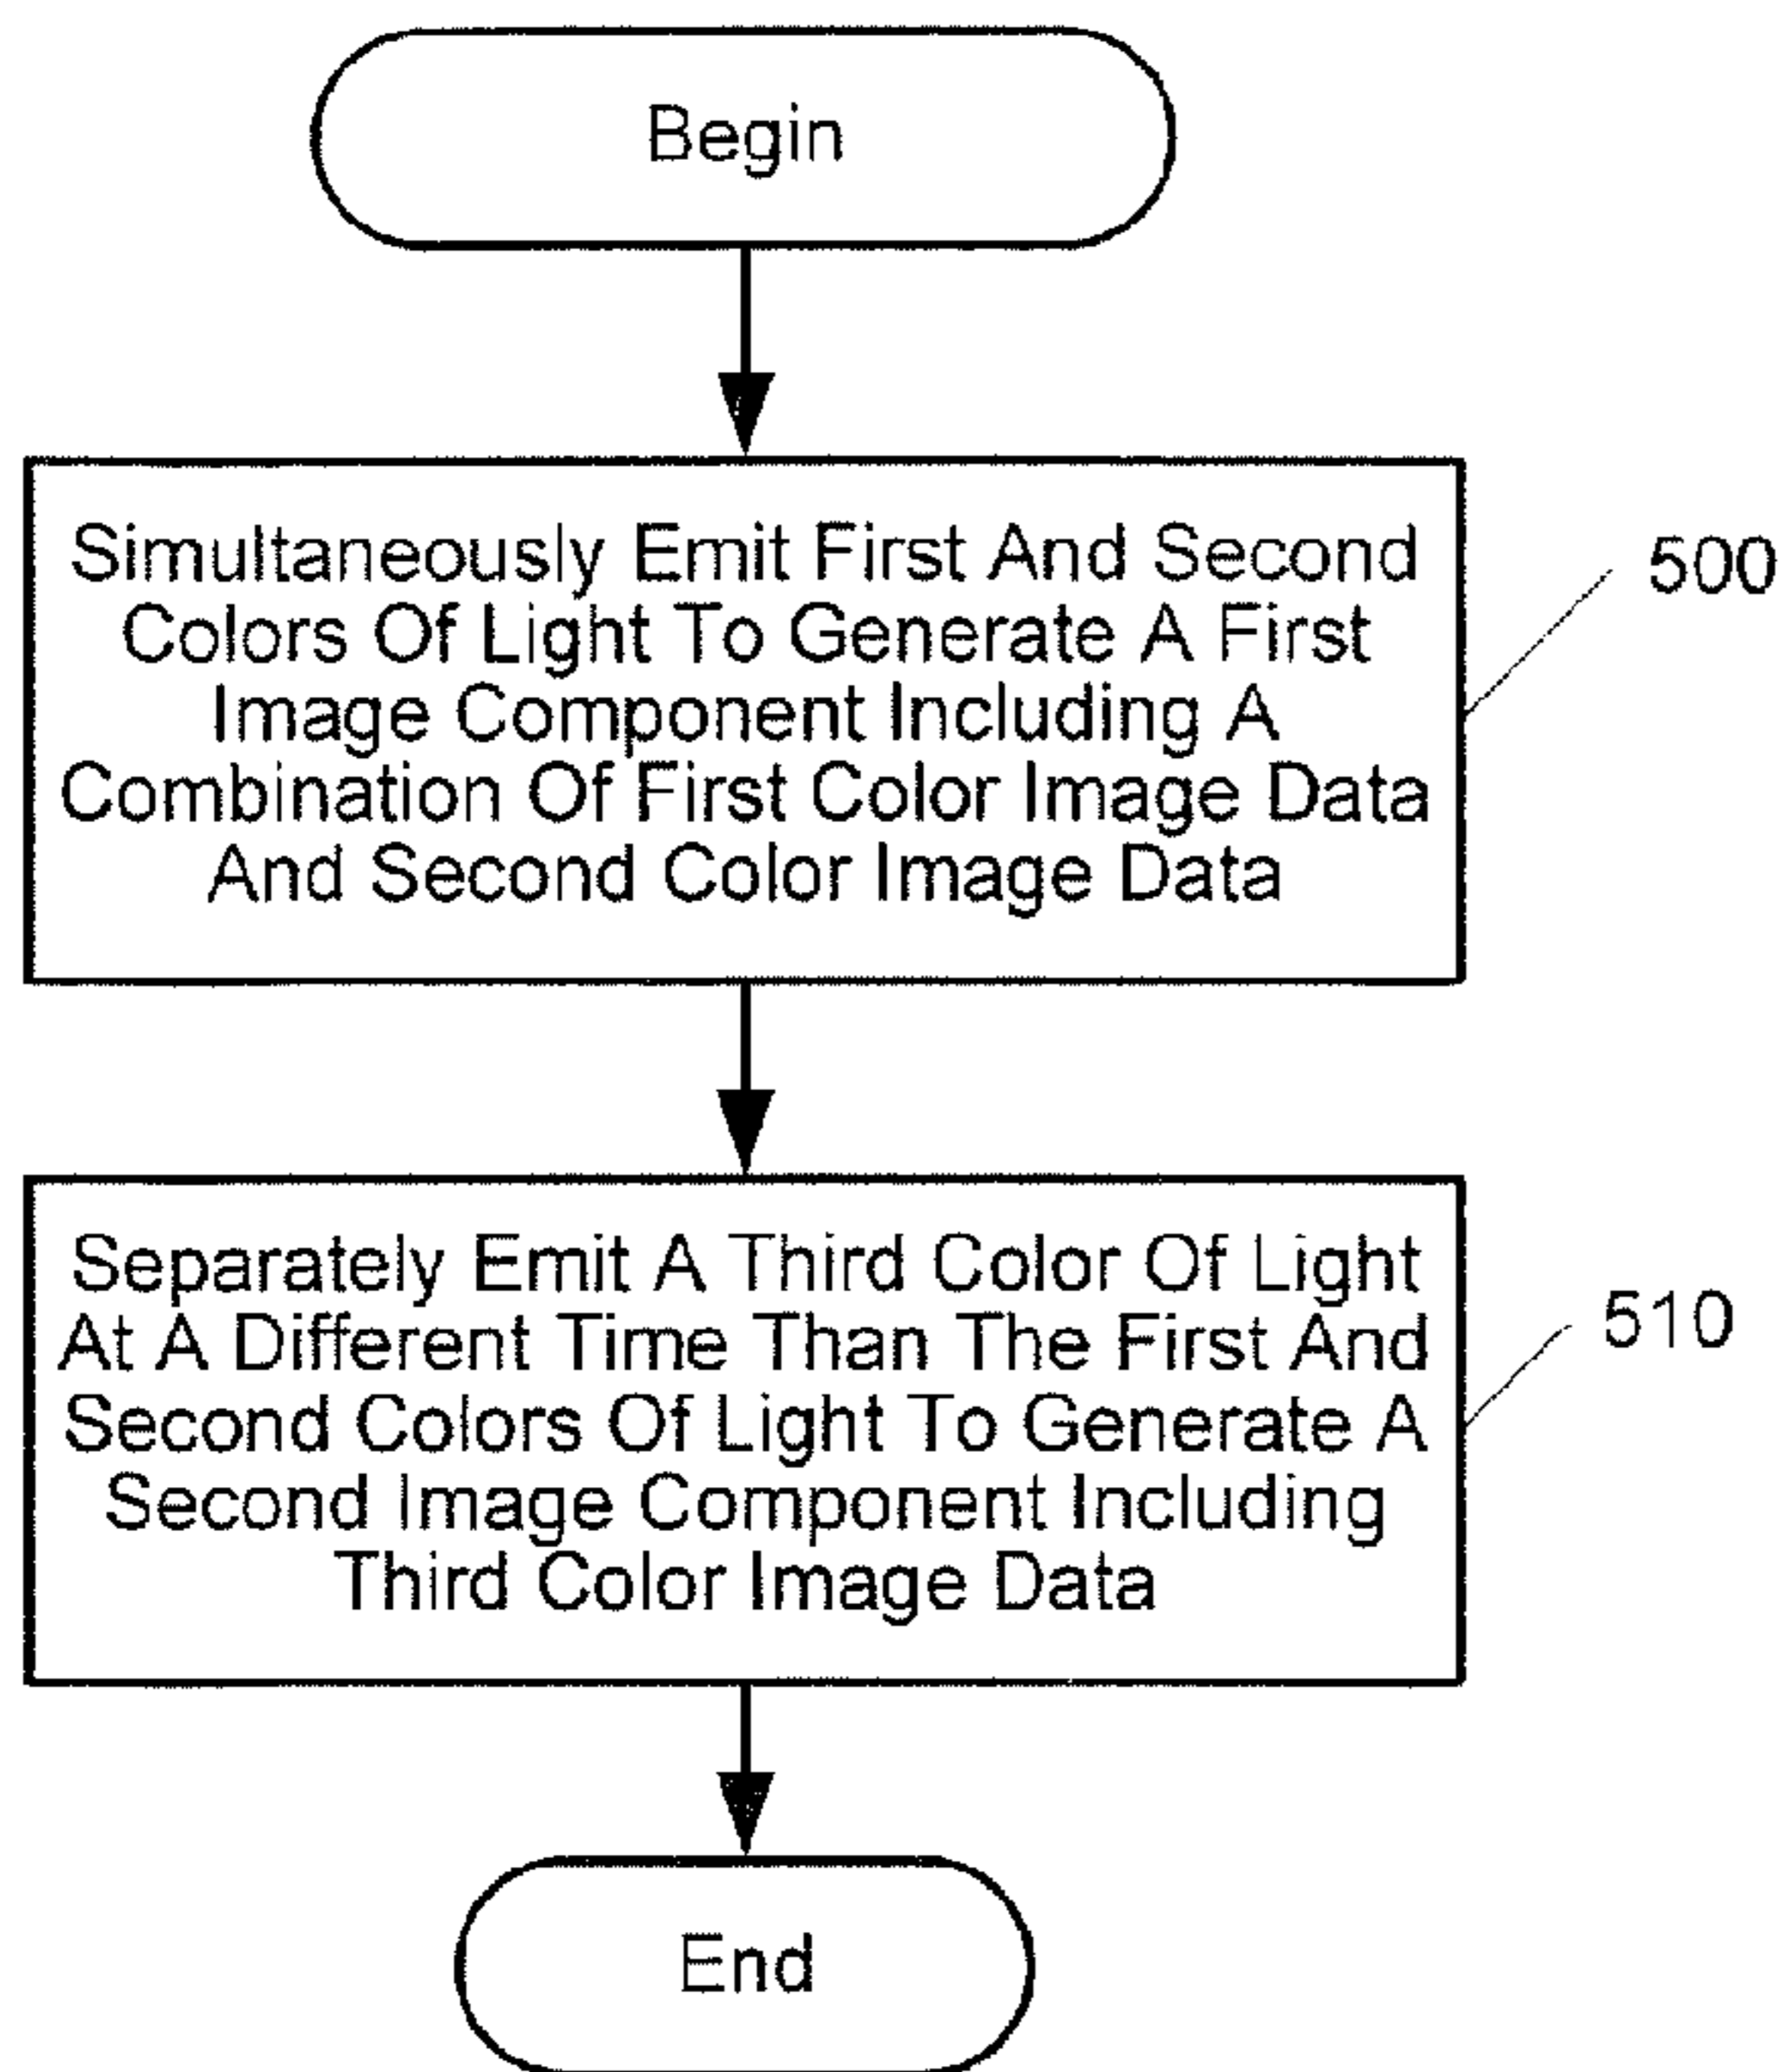 Begin
Simultaneously Emit First And Second
Colors Of Light To Generate A First
Image Component Including A
Combination Of First Color Image Data
And Second Color Image Data
500
Separately Emit A Third Color Of Light
At A Different Time Than The First And
Second Colors Of Light To Generate A
Second Image Component Including
Third Color Image Data
510
End